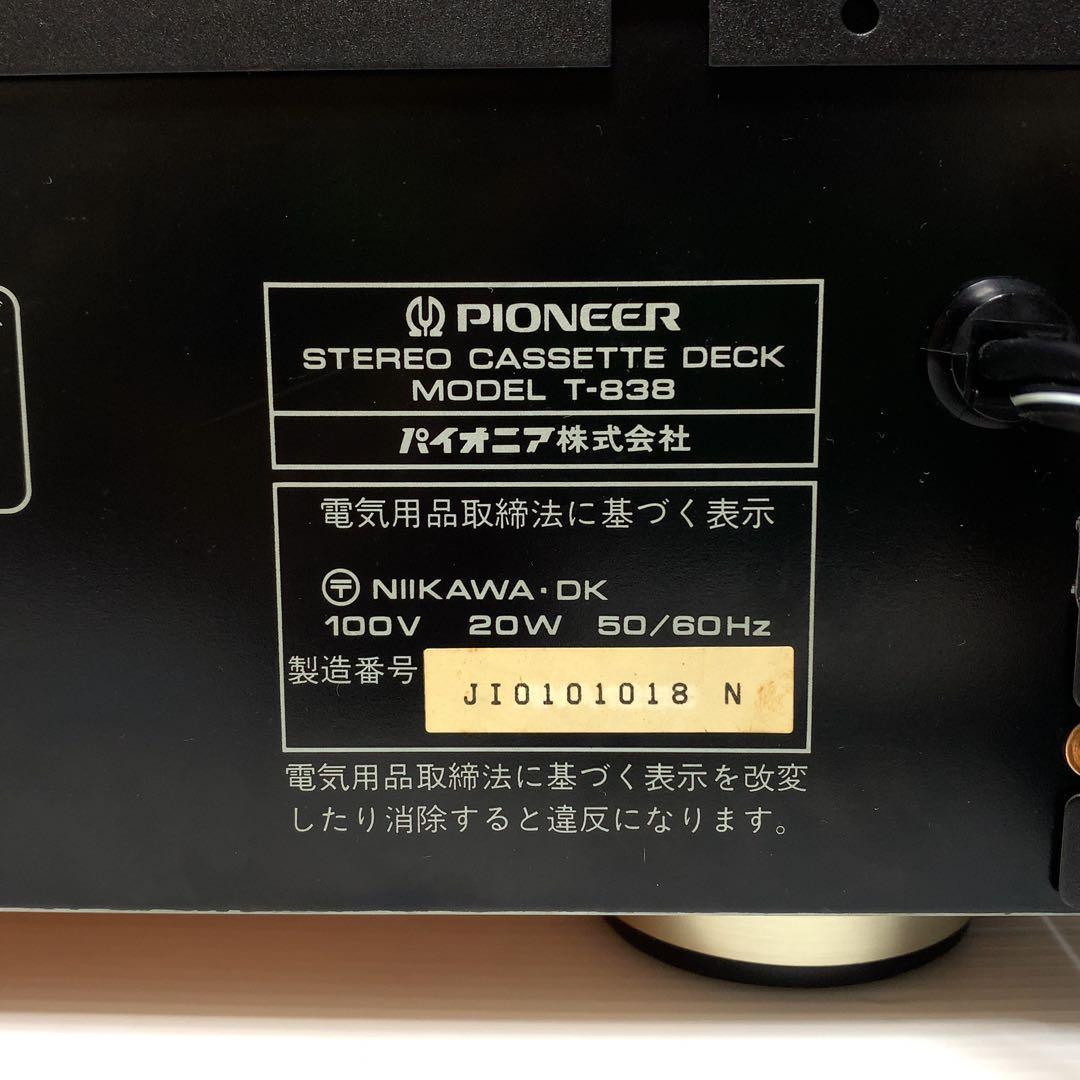 PIONEER
STEREO CASSETTE DECK
MODEL T-838
パイオニア株式会社
電気用品取締法に基づく表示
〶 NIIKAWA・DK
100V 20W 50/60Hz
製造番号 JI0101018 N
電気用品取締法に基づく表示を改変
したり消除すると違反になります。